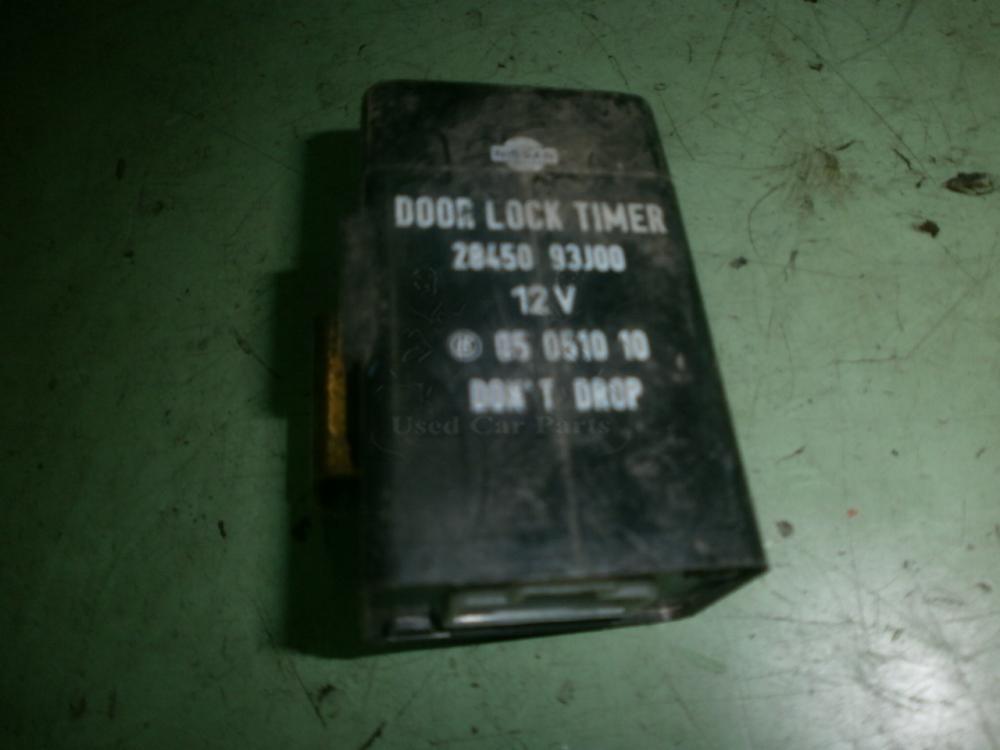 NISSAN
DOOR LOCK TIMER
28450 93J00
12V
05 0510 10
DON'T DROP
Used Car Parts